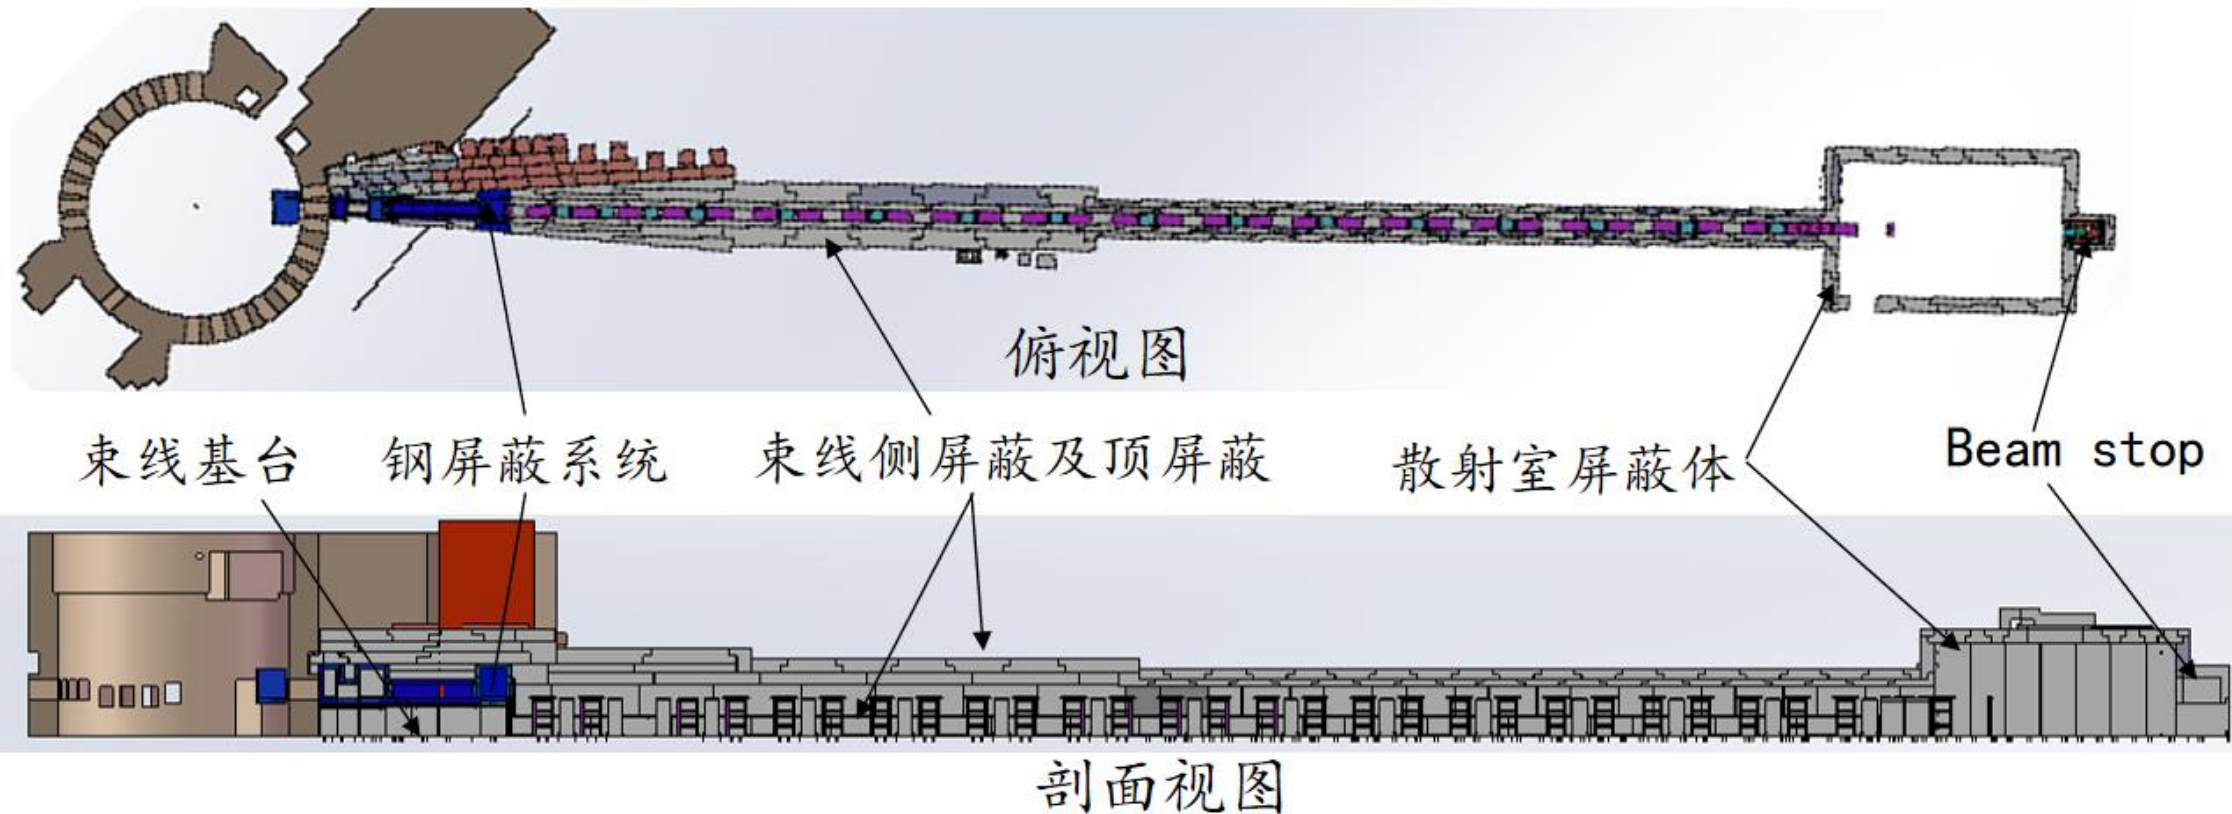 俯视图
束线基台
钢屏蔽系统
束线侧屏蔽及顶屏蔽
散射室屏蔽体
Beam stop
剖面视图